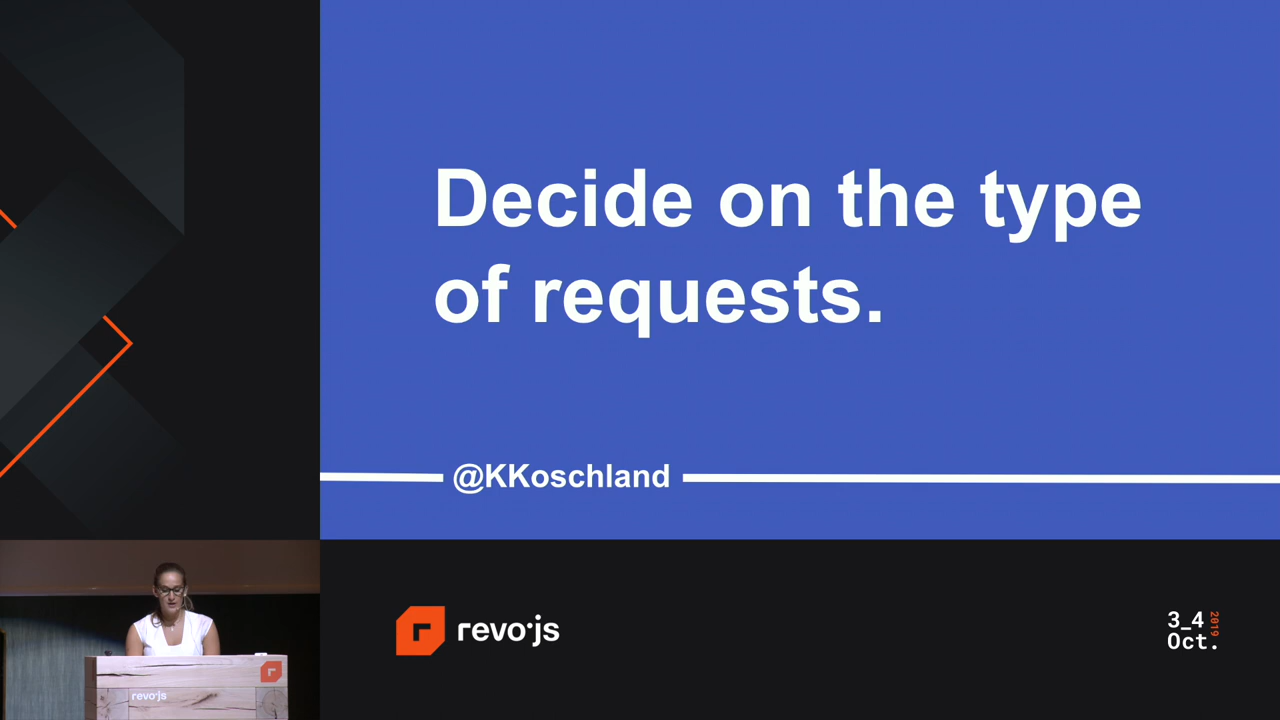 Decide on the type
of requests.
@KKoschland
revo·js
3_4
Oct.
2019
revo·js